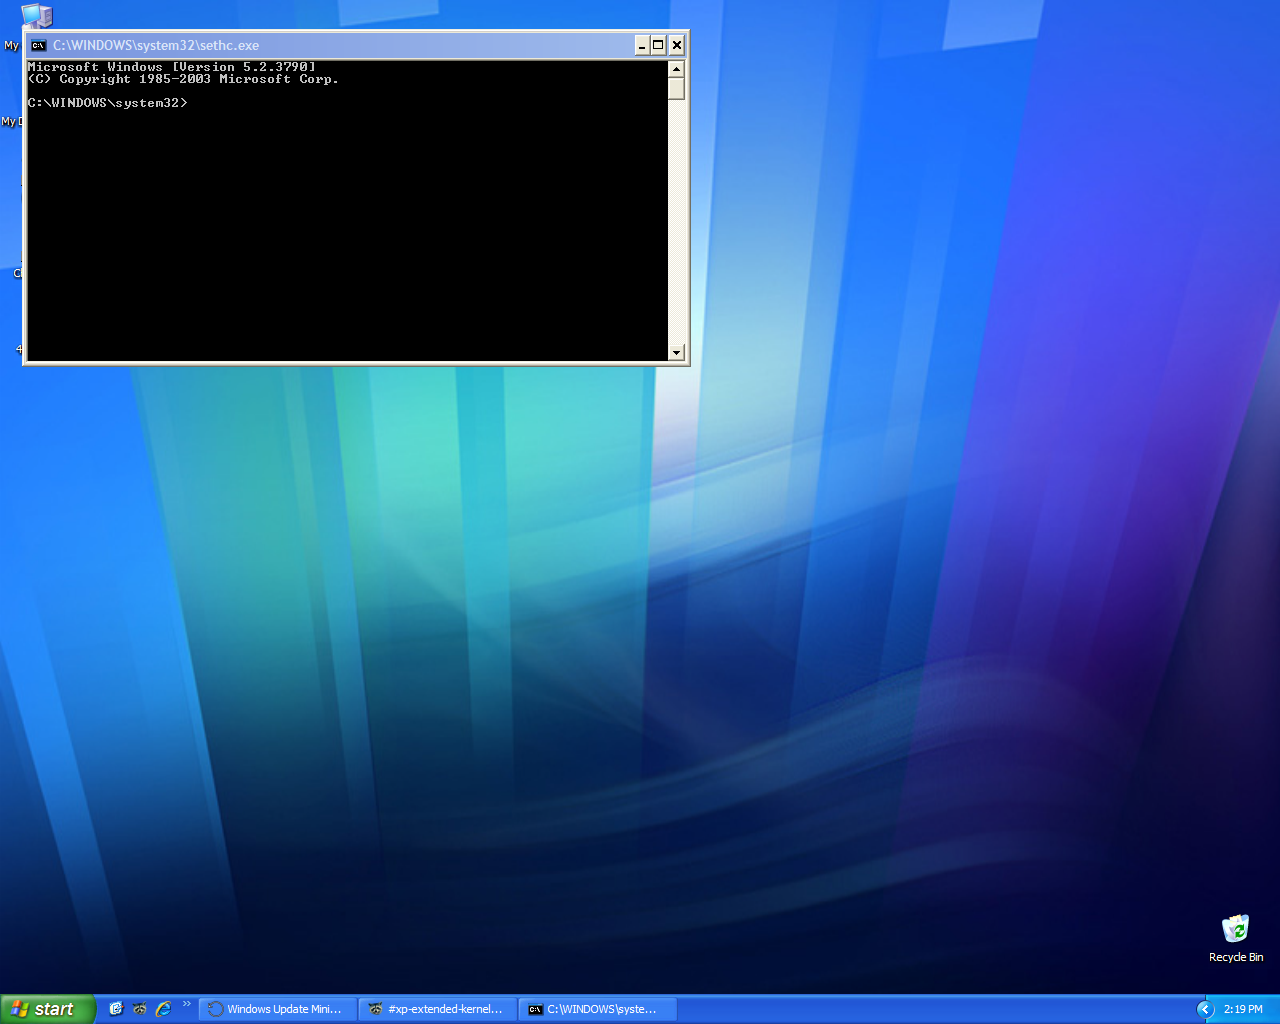 My
C:\WINDOWS\system32\sethc.exe
Microsoft Windows [Version 5.2.3790]
(C) Copyright 1985-2003 Microsoft Corp.
C:\WINDOWS\system32>
My D
4
Recycle Bin
start
Windows Update Mini...
#xp-extended-kernel...
C:\WINDOWS\syste...
2:19 PM